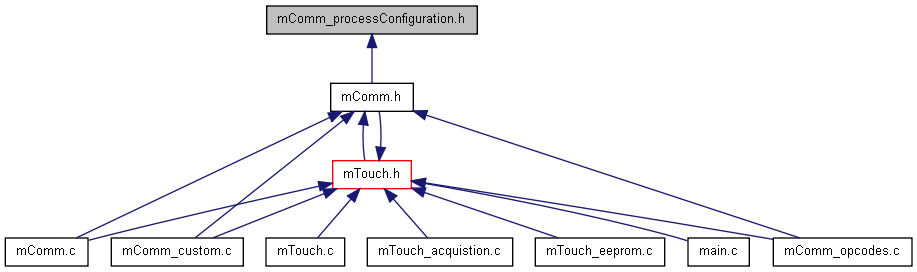 mComm_processConfiguration.h
mComm.h
mTouch.h
mComm.c
mComm_custom.c
mTouch.c
mTouch_acquistion.c
mTouch_eeprom.c
main.c
mComm_opcodes.c